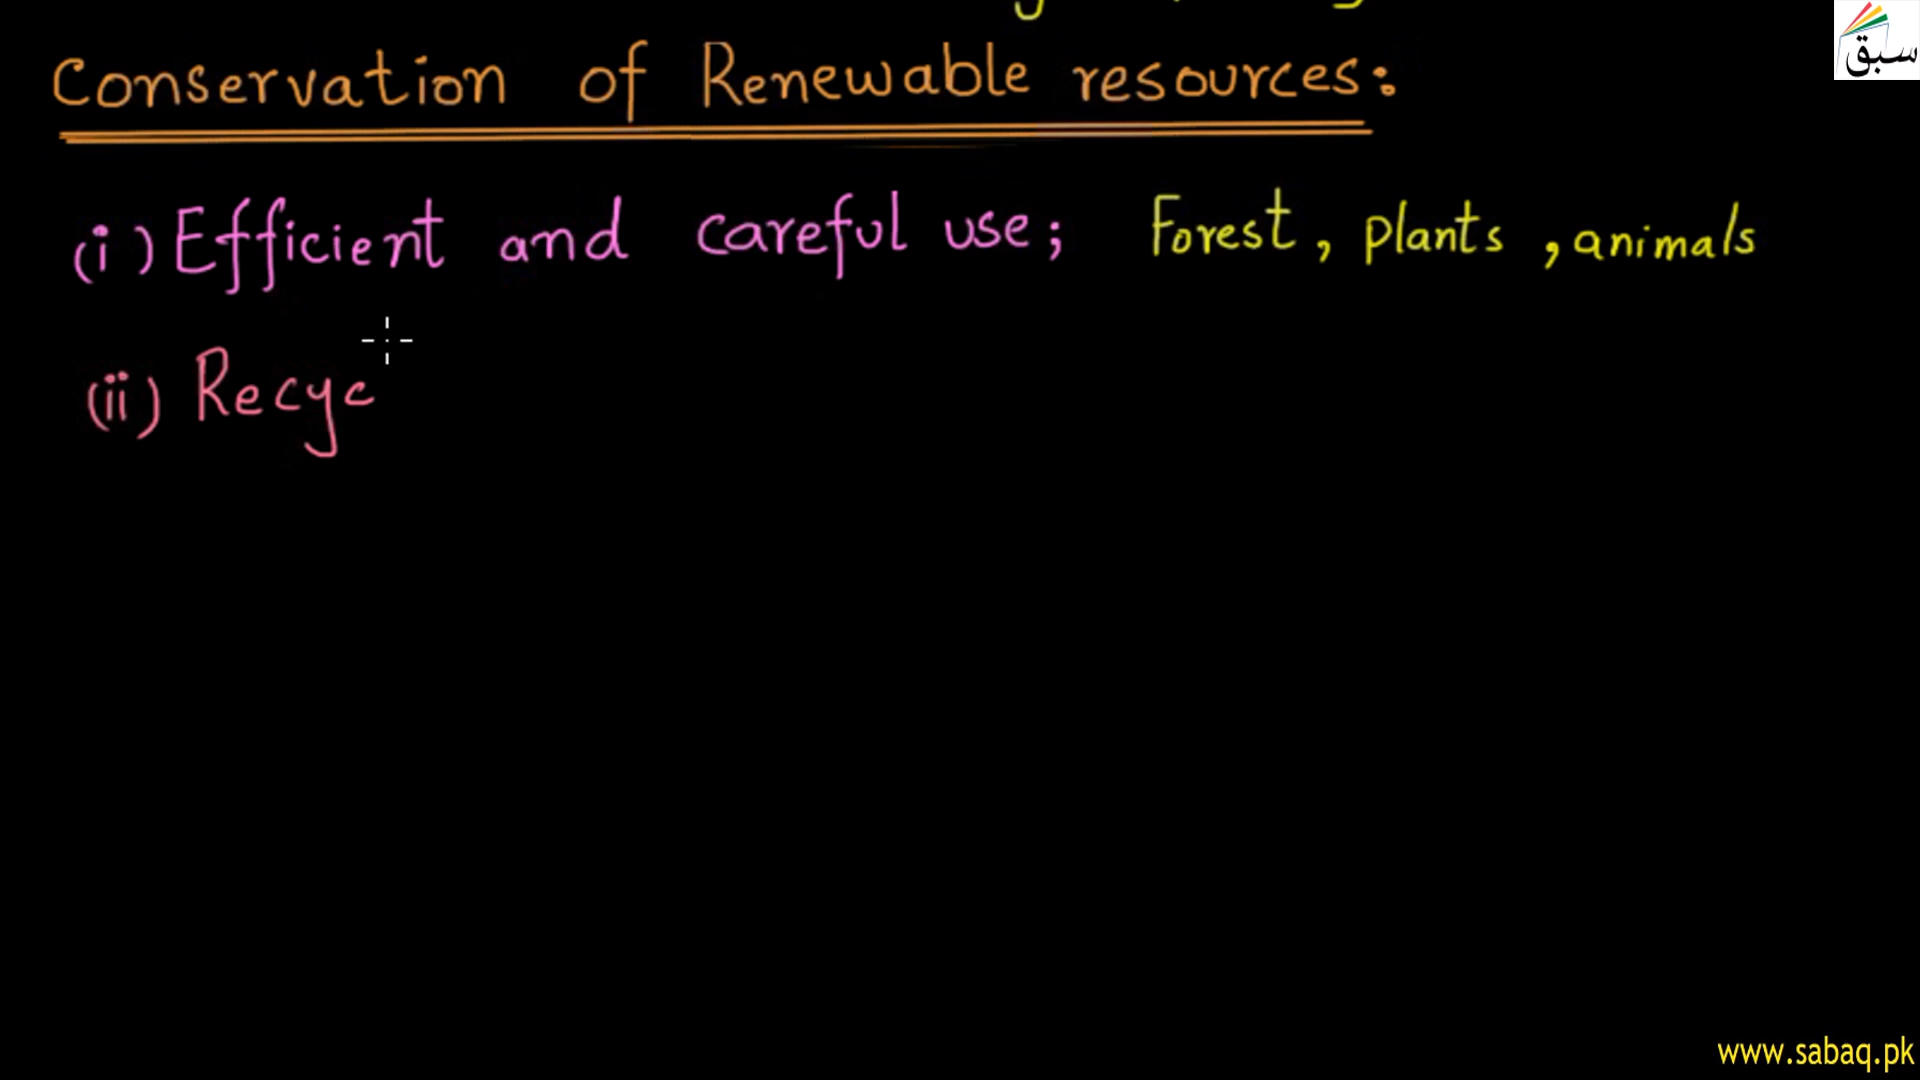 سبق
Conservation of Renewable resources:
(i) Efficient and careful use; Forest, plants, animals
(ii) Recyc
www.sabaq.pk